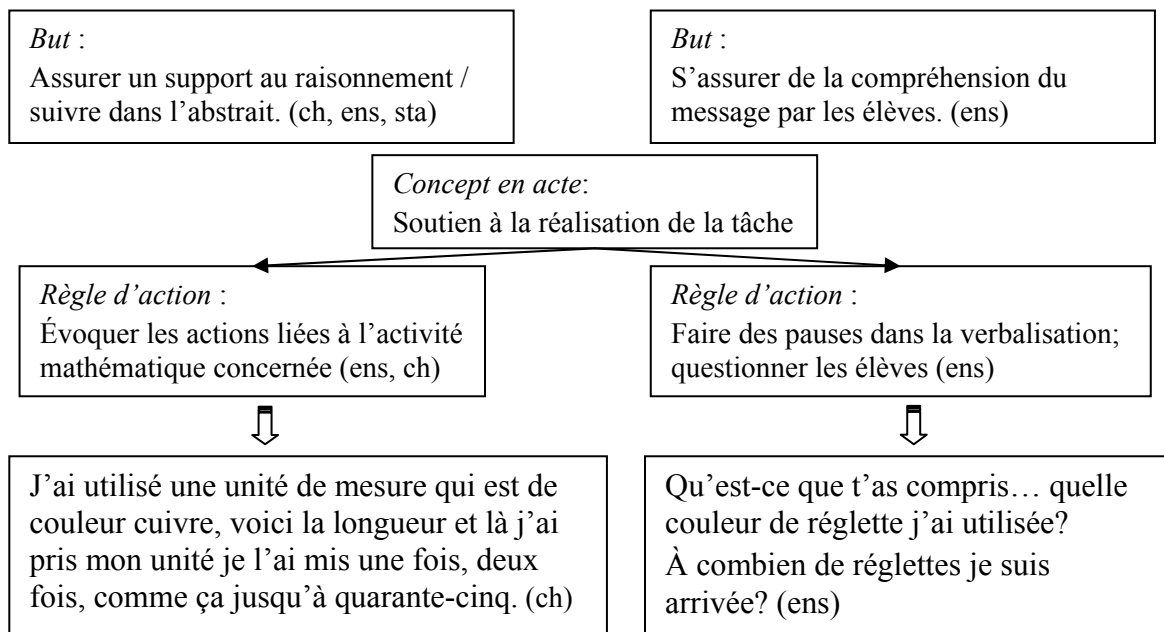 But :
Assurer un support au raisonnement /
suivre dans l’abstrait. (ch, ens, sta)
But :
S’assurer de la compréhension du
message par les élèves. (ens)
Concept en acte:
Soutien à la réalisation de la tâche
Règle d’action :
Évoquer les actions liées à l’activité
mathématique concernée (ens, ch)
Règle d’action :
Faire des pauses dans la verbalisation;
questionner les élèves (ens)
J’ai utilisé une unité de mesure qui est de
couleur cuivre, voici la longueur et là j’ai
pris mon unité je l’ai mis une fois, deux
fois, comme ça jusqu’à quarante-cinq. (ch)
Qu’est-ce que t’as compris… quelle
couleur de réglette j’ai utilisée?
À combien de réglettes je suis
arrivée? (ens)